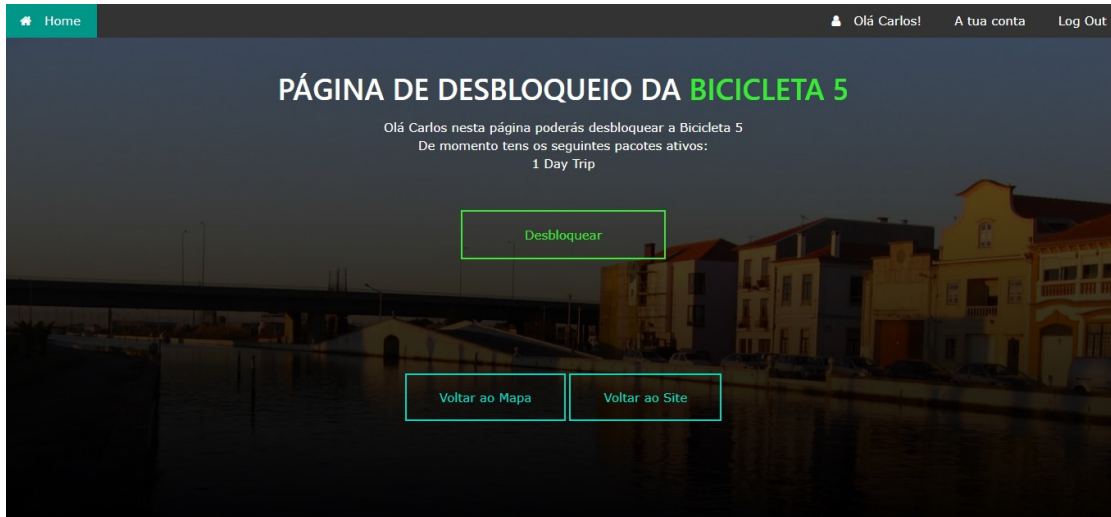 Home
Olá Carlos!
A tua conta
Log Out
PÁGINA DE DESBLOQUEIO DA BICICLETA 5
Olá Carlos nesta página poderás desbloquear a Bicicleta 5
De momento tens os seguintes pacotes ativos:
1 Day Trip
Desbloquear
Voltar ao Mapa
Voltar ao Site